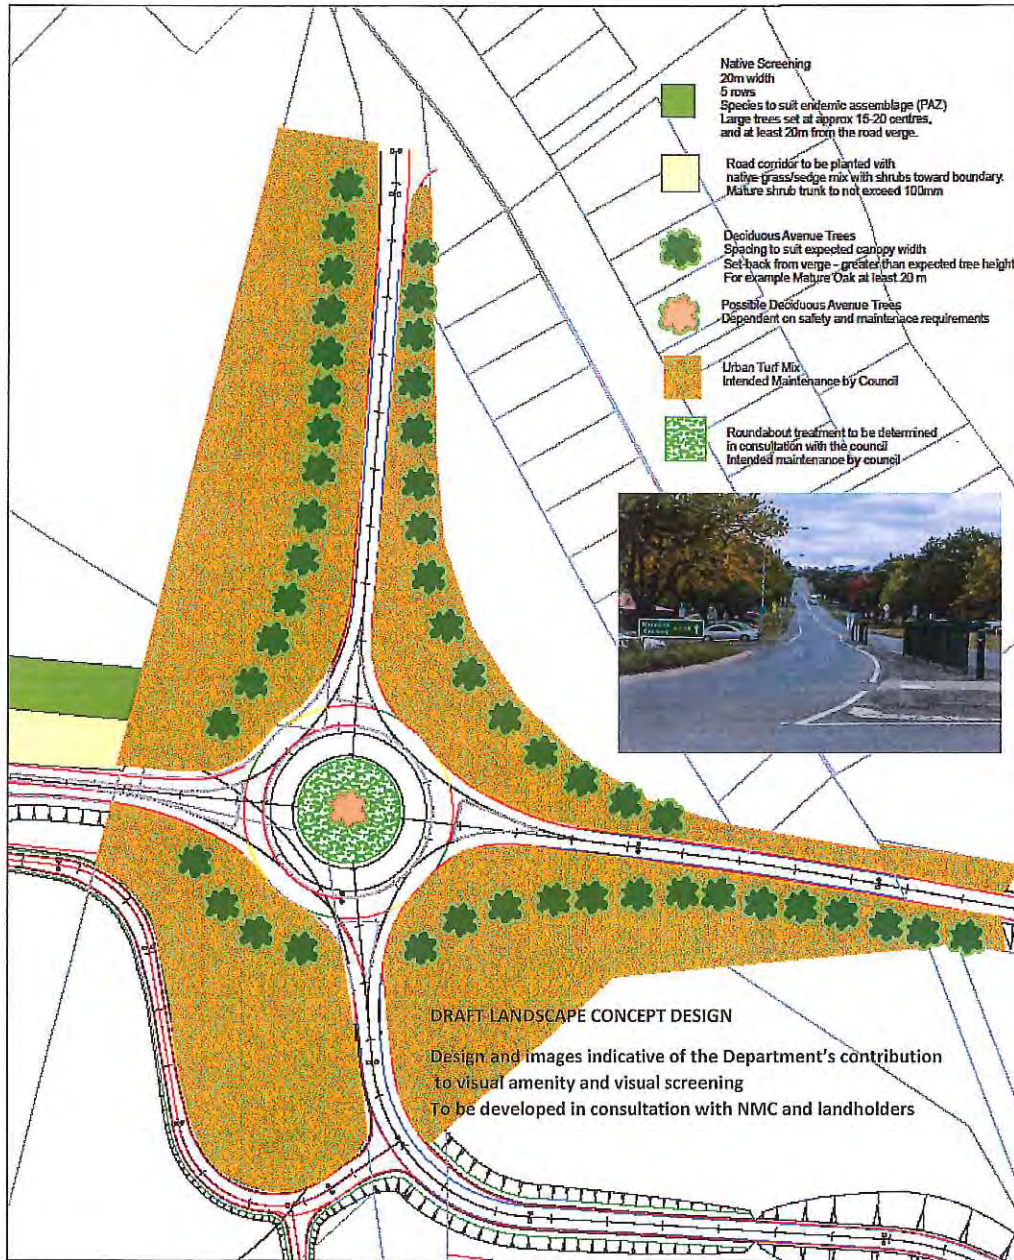 Native Screening
20m width
5 rows
Species to suit endemic assemblage (PAZ)
Large trees set at approx 15-20 centres,
and at least 20m from the road verge.
Road corridor to be planted with
native grass/sedge mix with shrubs toward boundary.
Mature shrub trunk to not exceed 100mm
Deciduous Avenue Trees
Spacing to suit expected canopy width
Set-back from verge - greater than expected tree height
For example Mature Oak at least 20 m
Possible Deciduous Avenue Trees
Dependent on safety and maintenace requirements
Urban Turf Mix
Intended Maintenance by Council
Roundabout treatment to be determined
in consultation with the council
Intended maintenance by council
DRAFT LANDSCAPE CONCEPT DESIGN
Design and images indicative of the Department's contribution
to visual amenity and visual screening
To be developed in consultation with NMC and landholders